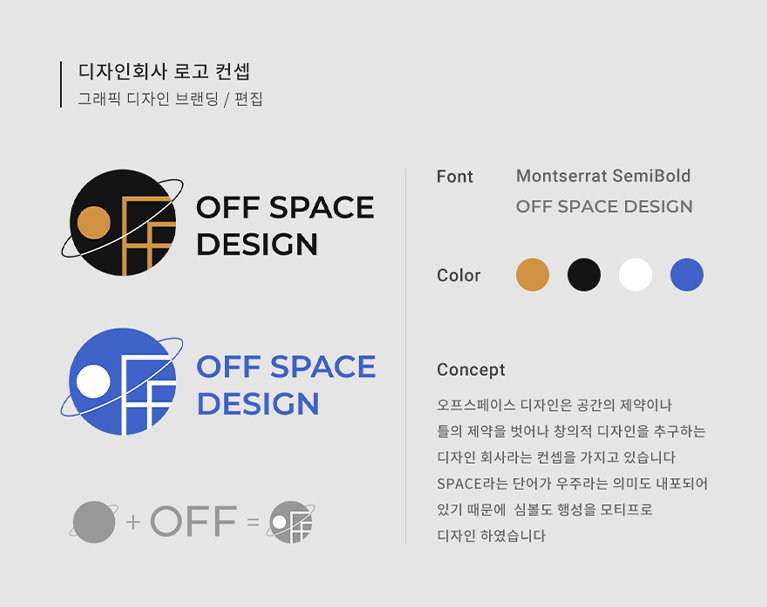 디자인회사 로고 컨셉
그래픽 디자인 브랜딩 / 편집
OFF
OFF SPACE
DESIGN
OFF
OFF SPACE
DESIGN
+ OFF = OFF
Font
Montserrat SemiBold
OFF SPACE DESIGN
Color
Concept
오프스페이스 디자인은 공간의 제약이나
틀의 제약을 벗어나 창의적 디자인을 추구하는
디자인 회사라는 컨셉을 가지고 있습니다
SPACE라는 단어가 우주라는 의미도 내포되어
있기 때문에 심볼도 행성을 모티프로
디자인 하였습니다